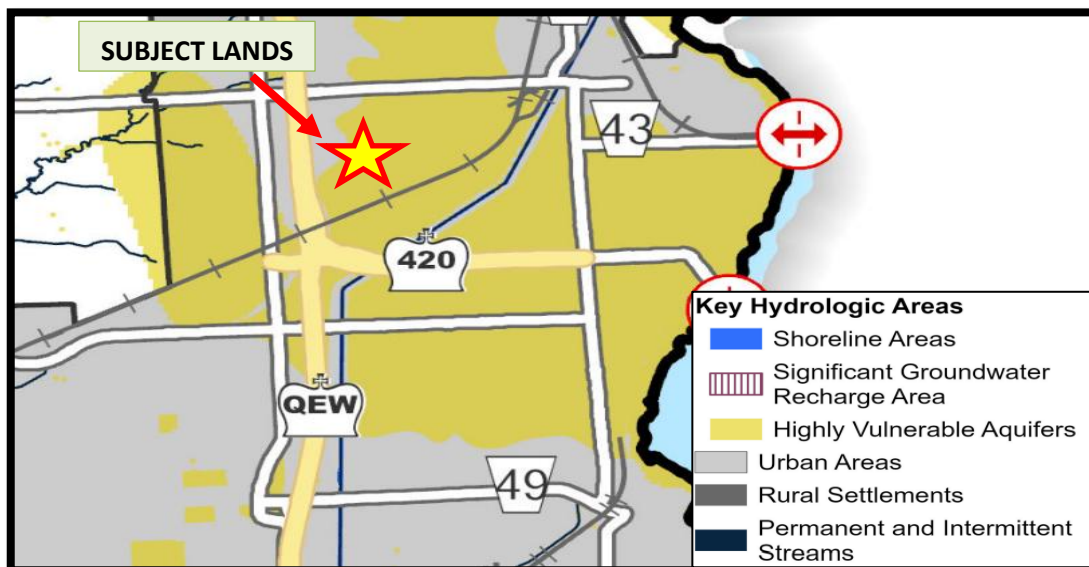 SUBJECT LANDS
43
420
QEW
49
Key Hydrologic Areas
Shoreline Areas
Significant Groundwater
Recharge Area
Highly Vulnerable Aquifers
Urban Areas
Rural Settlements
Permanent and Intermittent
Streams